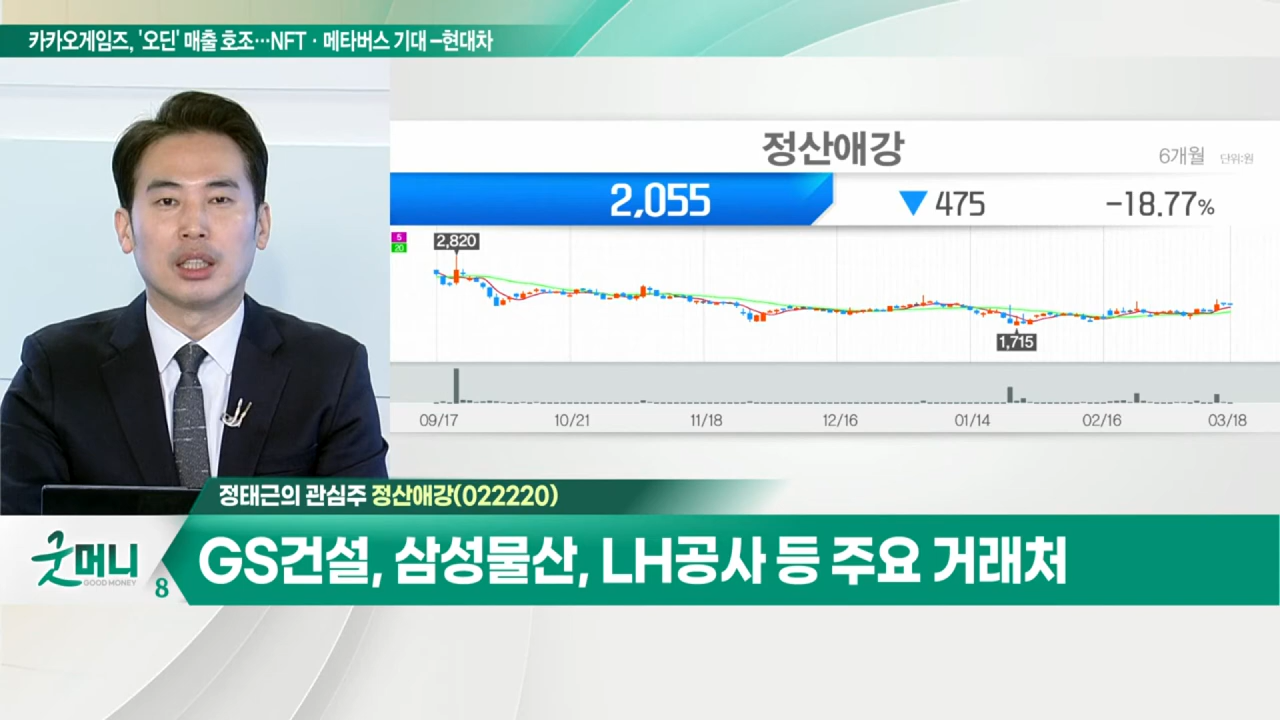 카카오게임즈, '오딘' 매출 호조…NFT · 메타버스 기대 –현대차
정산애강
6개월 단위:원
2,055 ▼475 -18.77%
5
20
2,820
1,715
09/17 10/21 11/18 12/16 01/14 02/16 03/18
정태근의 관심주 정산애강(022220)
굿머니
GOOD MONEY
8
GS건설, 삼성물산, LH공사 등 주요 거래처